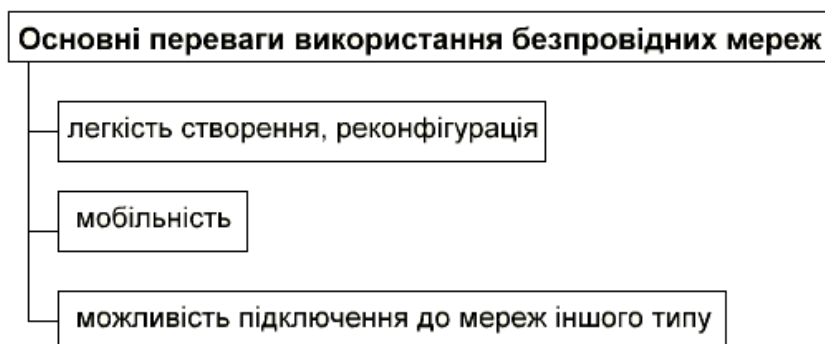 Основні переваги використання безпровідних мереж
легкість створення, реконфігурація
мобільність
можливість підключення до мереж іншого типу